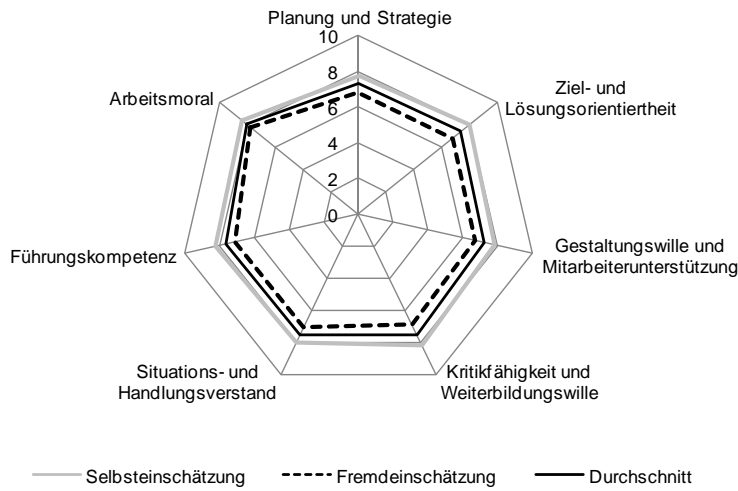 Planung und Strategie
10
8
6
4
2
0
Ziel- und
Lösungsorientiertheit
Gestaltungswille und
Mitarbeiterunterstützung
Kritikfähigkeit und
Weiterbildungswille
Situations- und
Handlungsverstand
Führungskompetenz
Arbeitsmoral
Selbsteinschätzung
Fremdeinschätzung
Durchschnitt